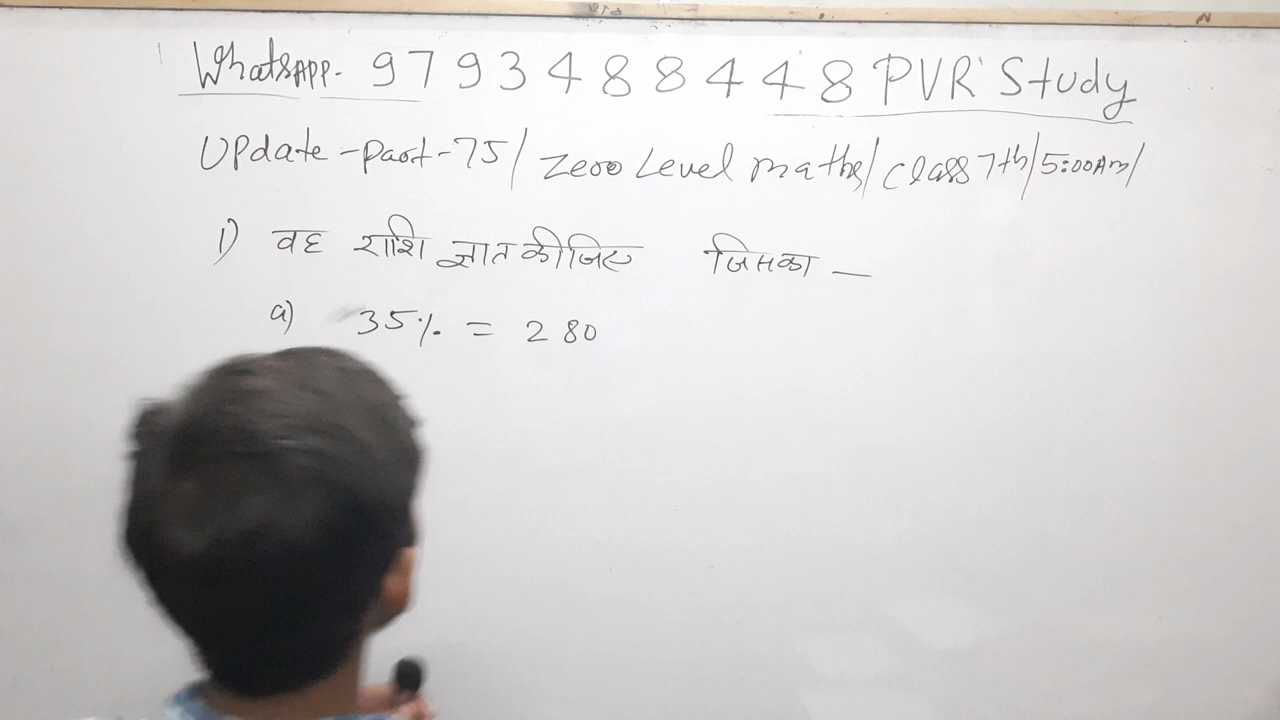 WhatsAPP- 9793488448 PVR Study
Update-Part-75/ Zero Level maths/ Class 7th/5:00Am/
1) वह राशि ज्ञात कीजिए जिसका —
a) 35% = 280